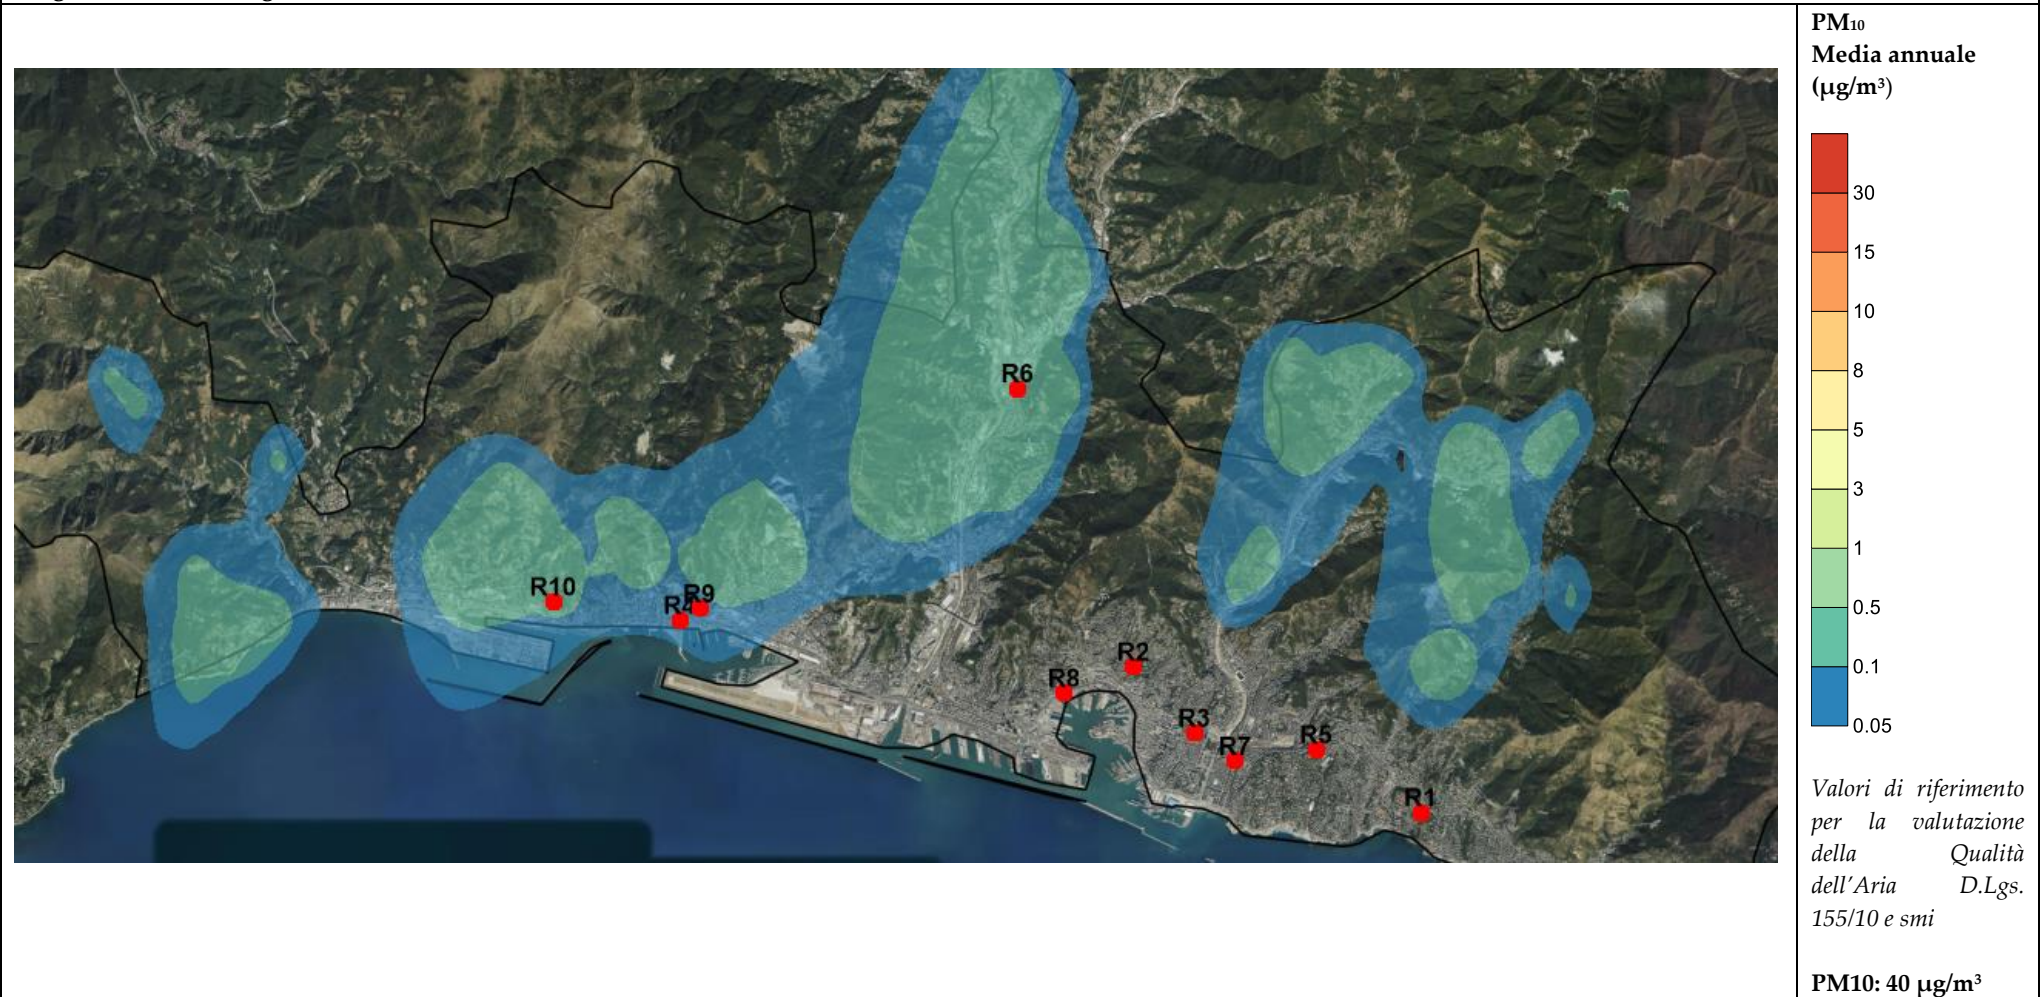 PM₁₀
Media annuale
(µg/m³)
30
15
10
8
5
3
1
0.5
0.1
0.05
R6
R10
R9
R4
R2
R8
R3
R7
R5
R1
Valori di riferimento
per la valutazione
della Qualità
dell'Aria D.Lgs.
155/10 e smi
PM10: 40 µg/m³